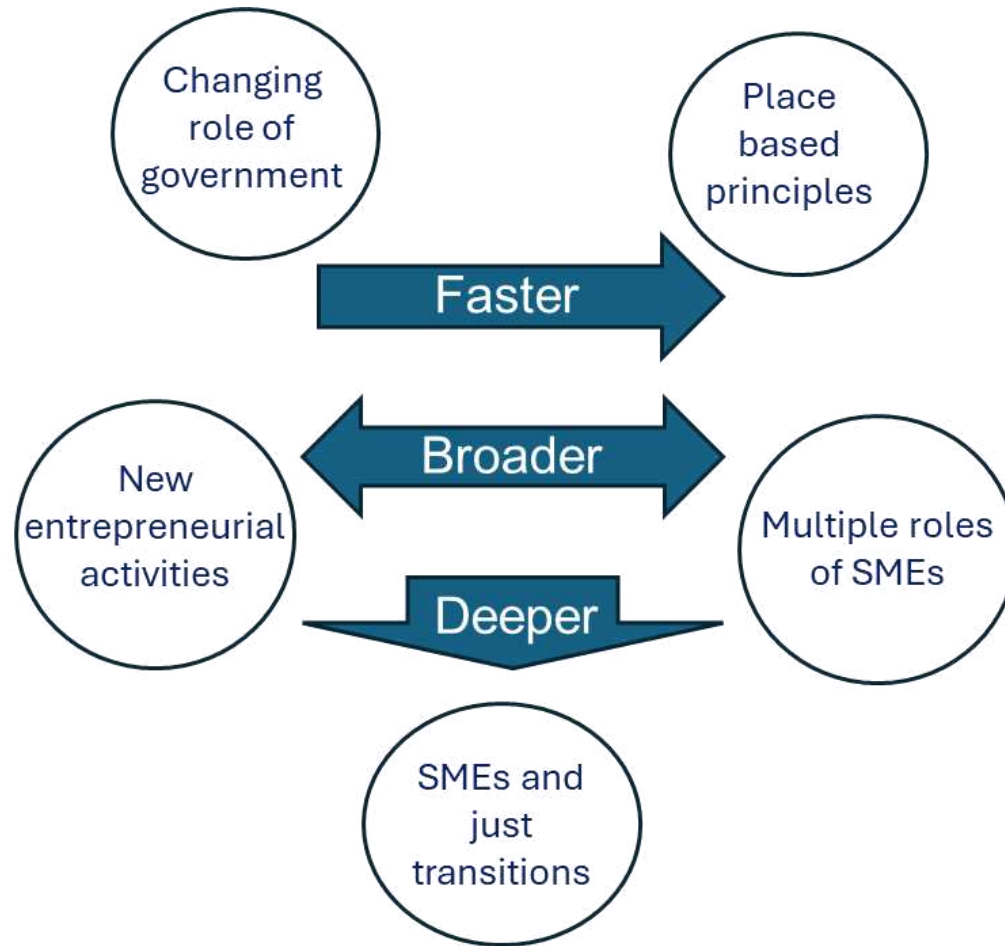 Changing
role of
government
Place
based
principles
Faster
Broader
New
entrepreneurial
activities
Multiple roles
of SMEs
Deeper
SMEs and
just
transitions